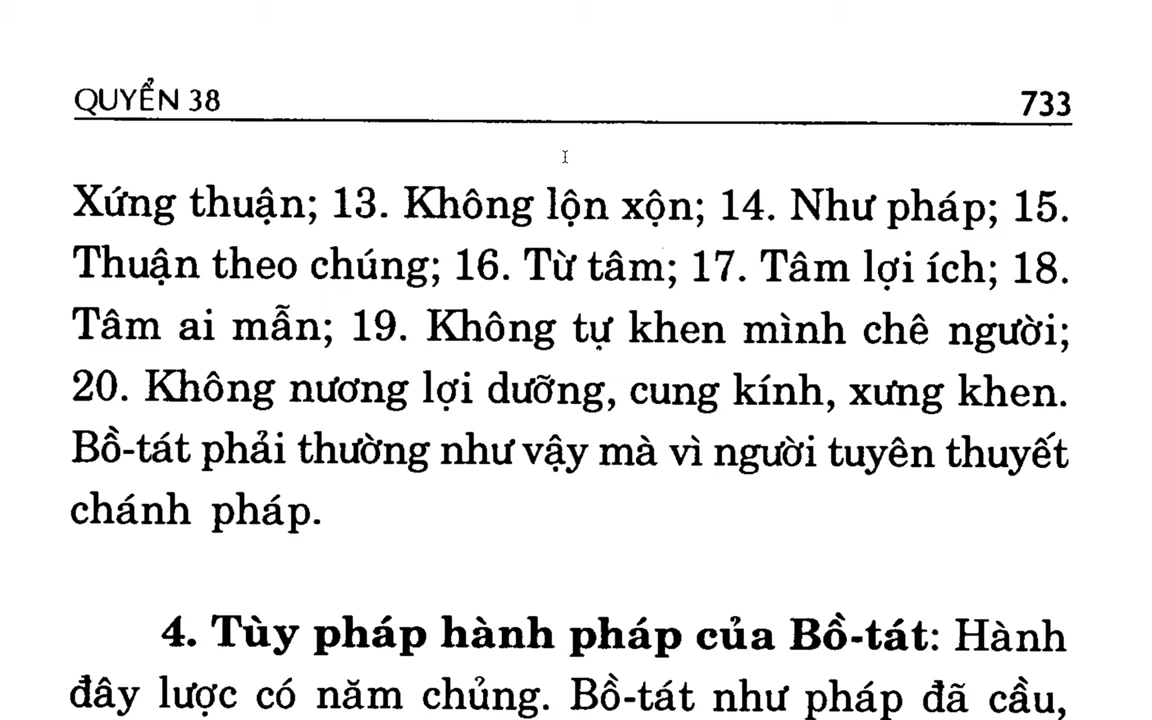 QUYỂN 38 733
Xứng thuận; 13. Không lộn xộn; 14. Như pháp; 15.
Thuận theo chúng; 16. Từ tâm; 17. Tâm lợi ích; 18.
Tâm ai mẫn; 19. Không tự khen mình chê người;
20. Không nương lợi dưỡng, cung kính, xưng khen.
Bồ-tát phải thường như vậy mà vì người tuyên thuyết
chánh pháp.
4. Tùy pháp hành pháp của Bồ-tát: Hành
đây lược có năm chủng. Bồ-tát như pháp đã cầu,